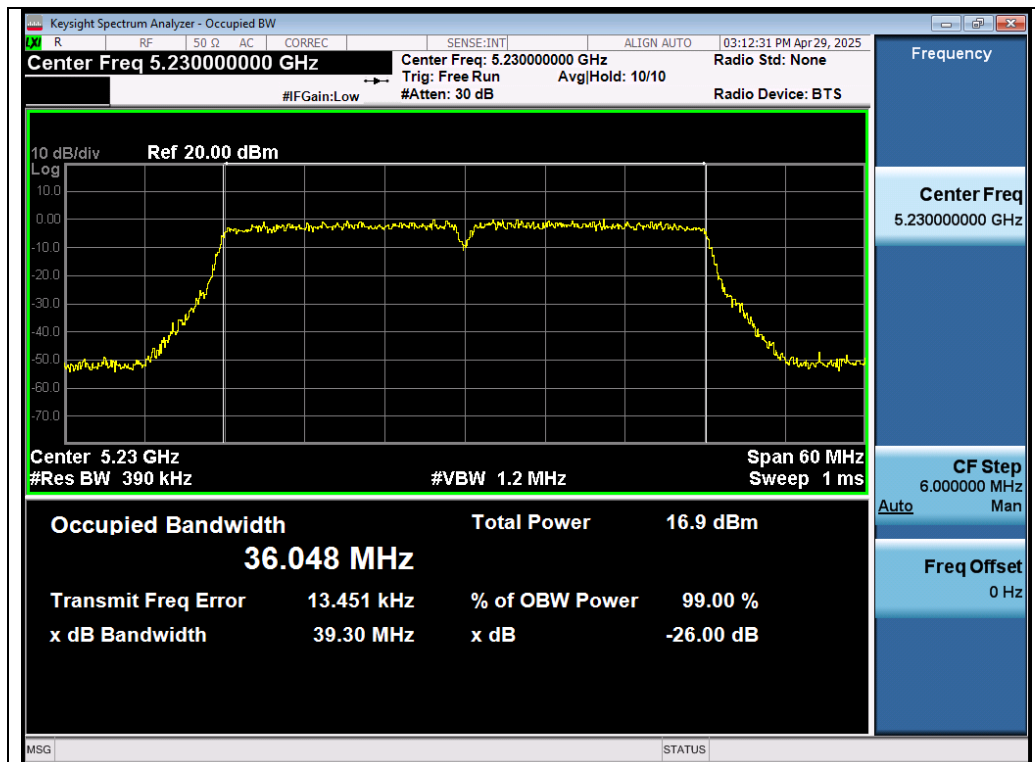 Keysight Spectrum Analyzer - Occupied BW
LXI R RF 50 Ω AC CORREC SENSE:INT ALIGN AUTO 03:12:31 PM Apr 29, 2025
Center Freq 5.230000000 GHz
Center Freq: 5.230000000 GHz
Radio Std: None
Trig: Free Run Avg|Hold: 10/10
#IFGain:Low
#Atten: 30 dB
Radio Device: BTS
10 dB/div Ref 20.00 dBm
Log
10.0
0.00
-10.0
-20.0
-30.0
-40.0
-50.0
-60.0
-70.0
Center 5.23 GHz Span 60 MHz
#Res BW 390 kHz #VBW 1.2 MHz Sweep 1 ms
Occupied Bandwidth Total Power 16.9 dBm
36.048 MHz
Transmit Freq Error 13.451 kHz % of OBW Power 99.00 %
x dB Bandwidth 39.30 MHz x dB -26.00 dB
Frequency
Center Freq
5.230000000 GHz
CF Step
6.000000 MHz
Auto Man
Freq Offset
0 Hz
MSG STATUS